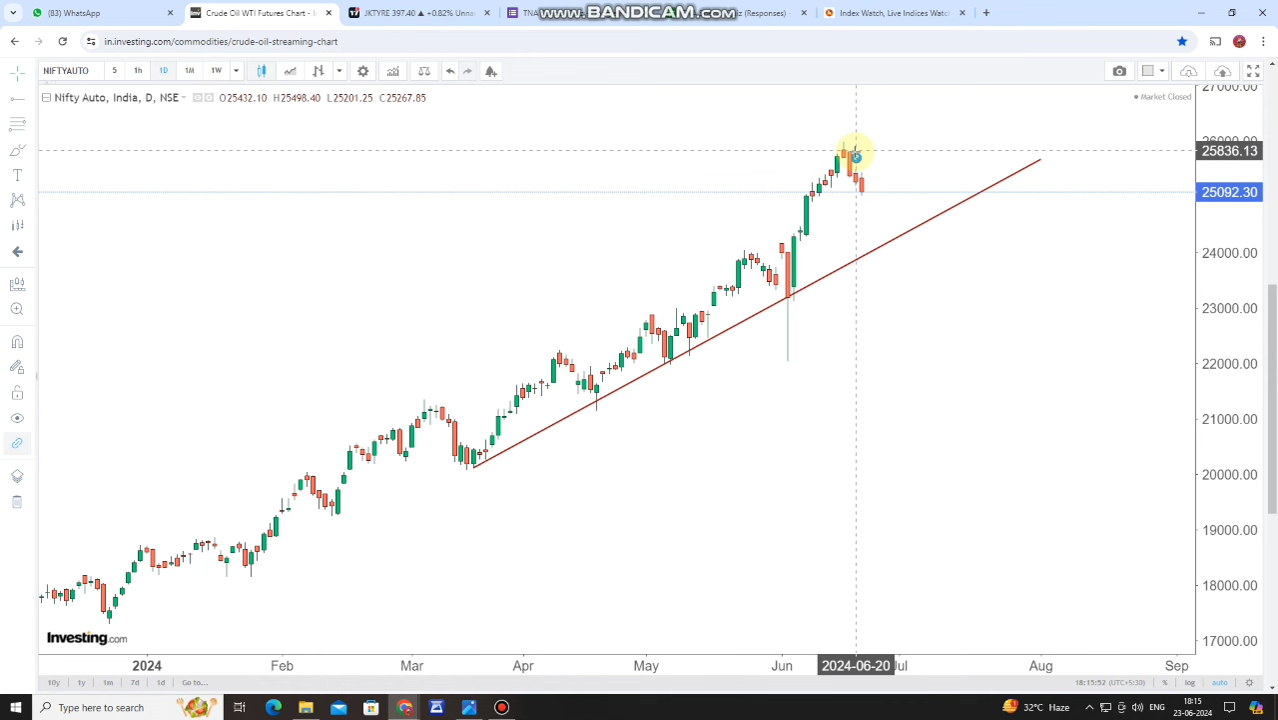 WhatsApp
Crude Oil WTI Futures Chart - I
JKTYRE 397.40 ▲ +0.82% Unna
TNA
www.BANDICAM.com
iz (Responses) -
Index Watch, Live Indices Watc
in.investing.com/commodities/crude-oil-streaming-chart
NIFTYAUTO 5 1h 1D 1M 1W
Nifty Auto, India, D, NSE O25432.10 H25498.40 L25201.25 C25267.85
Market Closed
27000.00
26000.00
25836.13
25092.30
24000.00
23000.00
22000.00
21000.00
20000.00
19000.00
18000.00
17000.00
Investing.com
2024 Feb Mar Apr May Jun 2024-06-20 Jul Aug Sep
10y 1y 1m 7d 1d Go to... 18:15:52 (UTC+5:30) % log auto
Type here to search
32°C Haze
ENG
18:15
23-06-2024